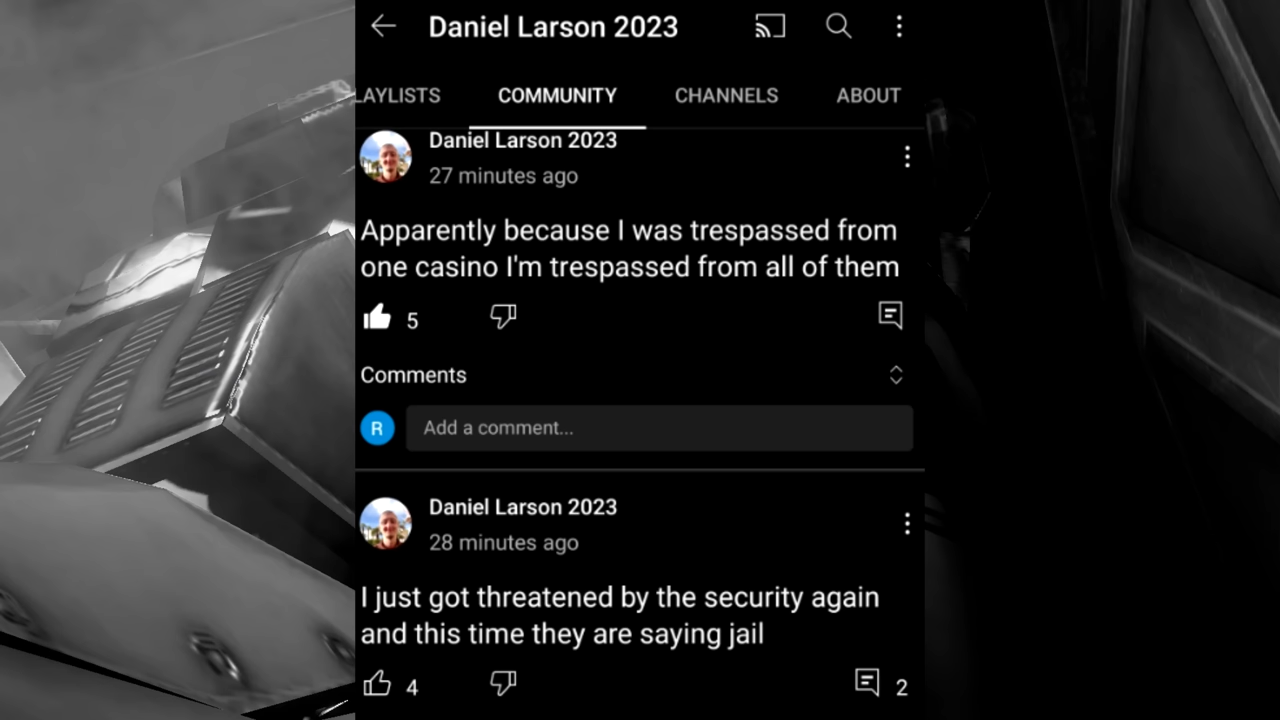 Daniel Larson 2023
LAYLISTS COMMUNITY CHANNELS ABOUT
Daniel Larson 2023
27 minutes ago
Apparently because I was trespassed from
one casino I'm trespassed from all of them
5
Comments
R Add a comment...
Daniel Larson 2023
28 minutes ago
I just got threatened by the security again
and this time they are saying jail
4 2